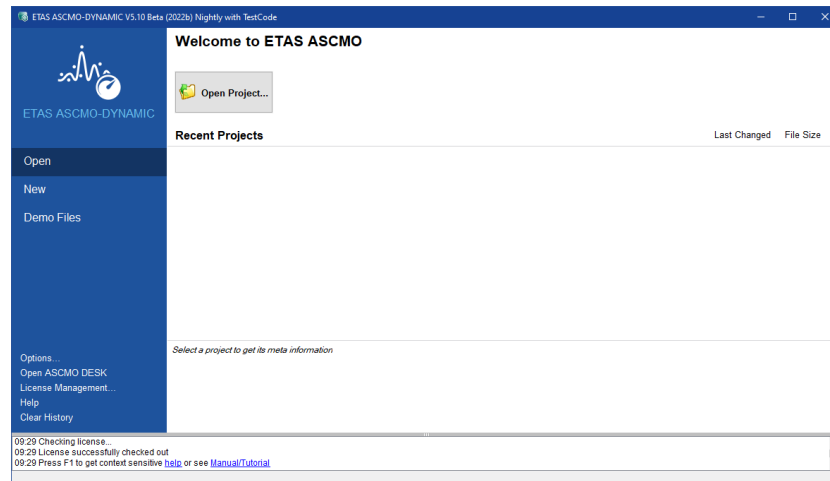 ETAS ASCMO-DYNAMIC V5.10 Beta (2022b) Nightly with TestCode
ETAS ASCMO-DYNAMIC
Open
New
Demo Files
Options...
Open ASCMO DESK
License Management...
Help
Clear History
Welcome to ETAS ASCMO
Open Project...
Recent Projects Last Changed File Size
Select a project to get its meta information
09:29 Checking license...
09:29 License successfully checked out
09:29 Press F1 to get context sensitive help or see Manual/Tutorial